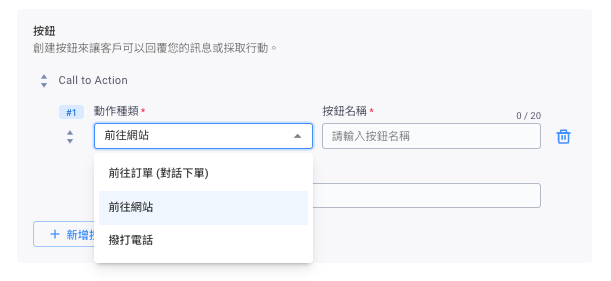 按鈕
創建按鈕來讓客戶可以回覆您的訊息或採取行動。
Call to Action
#1 動作種類 * 按鈕名稱 * 0 / 20
前往網站 請輸入按鈕名稱
前往訂單 (對話下單)
前往網站
撥打電話
+ 新增